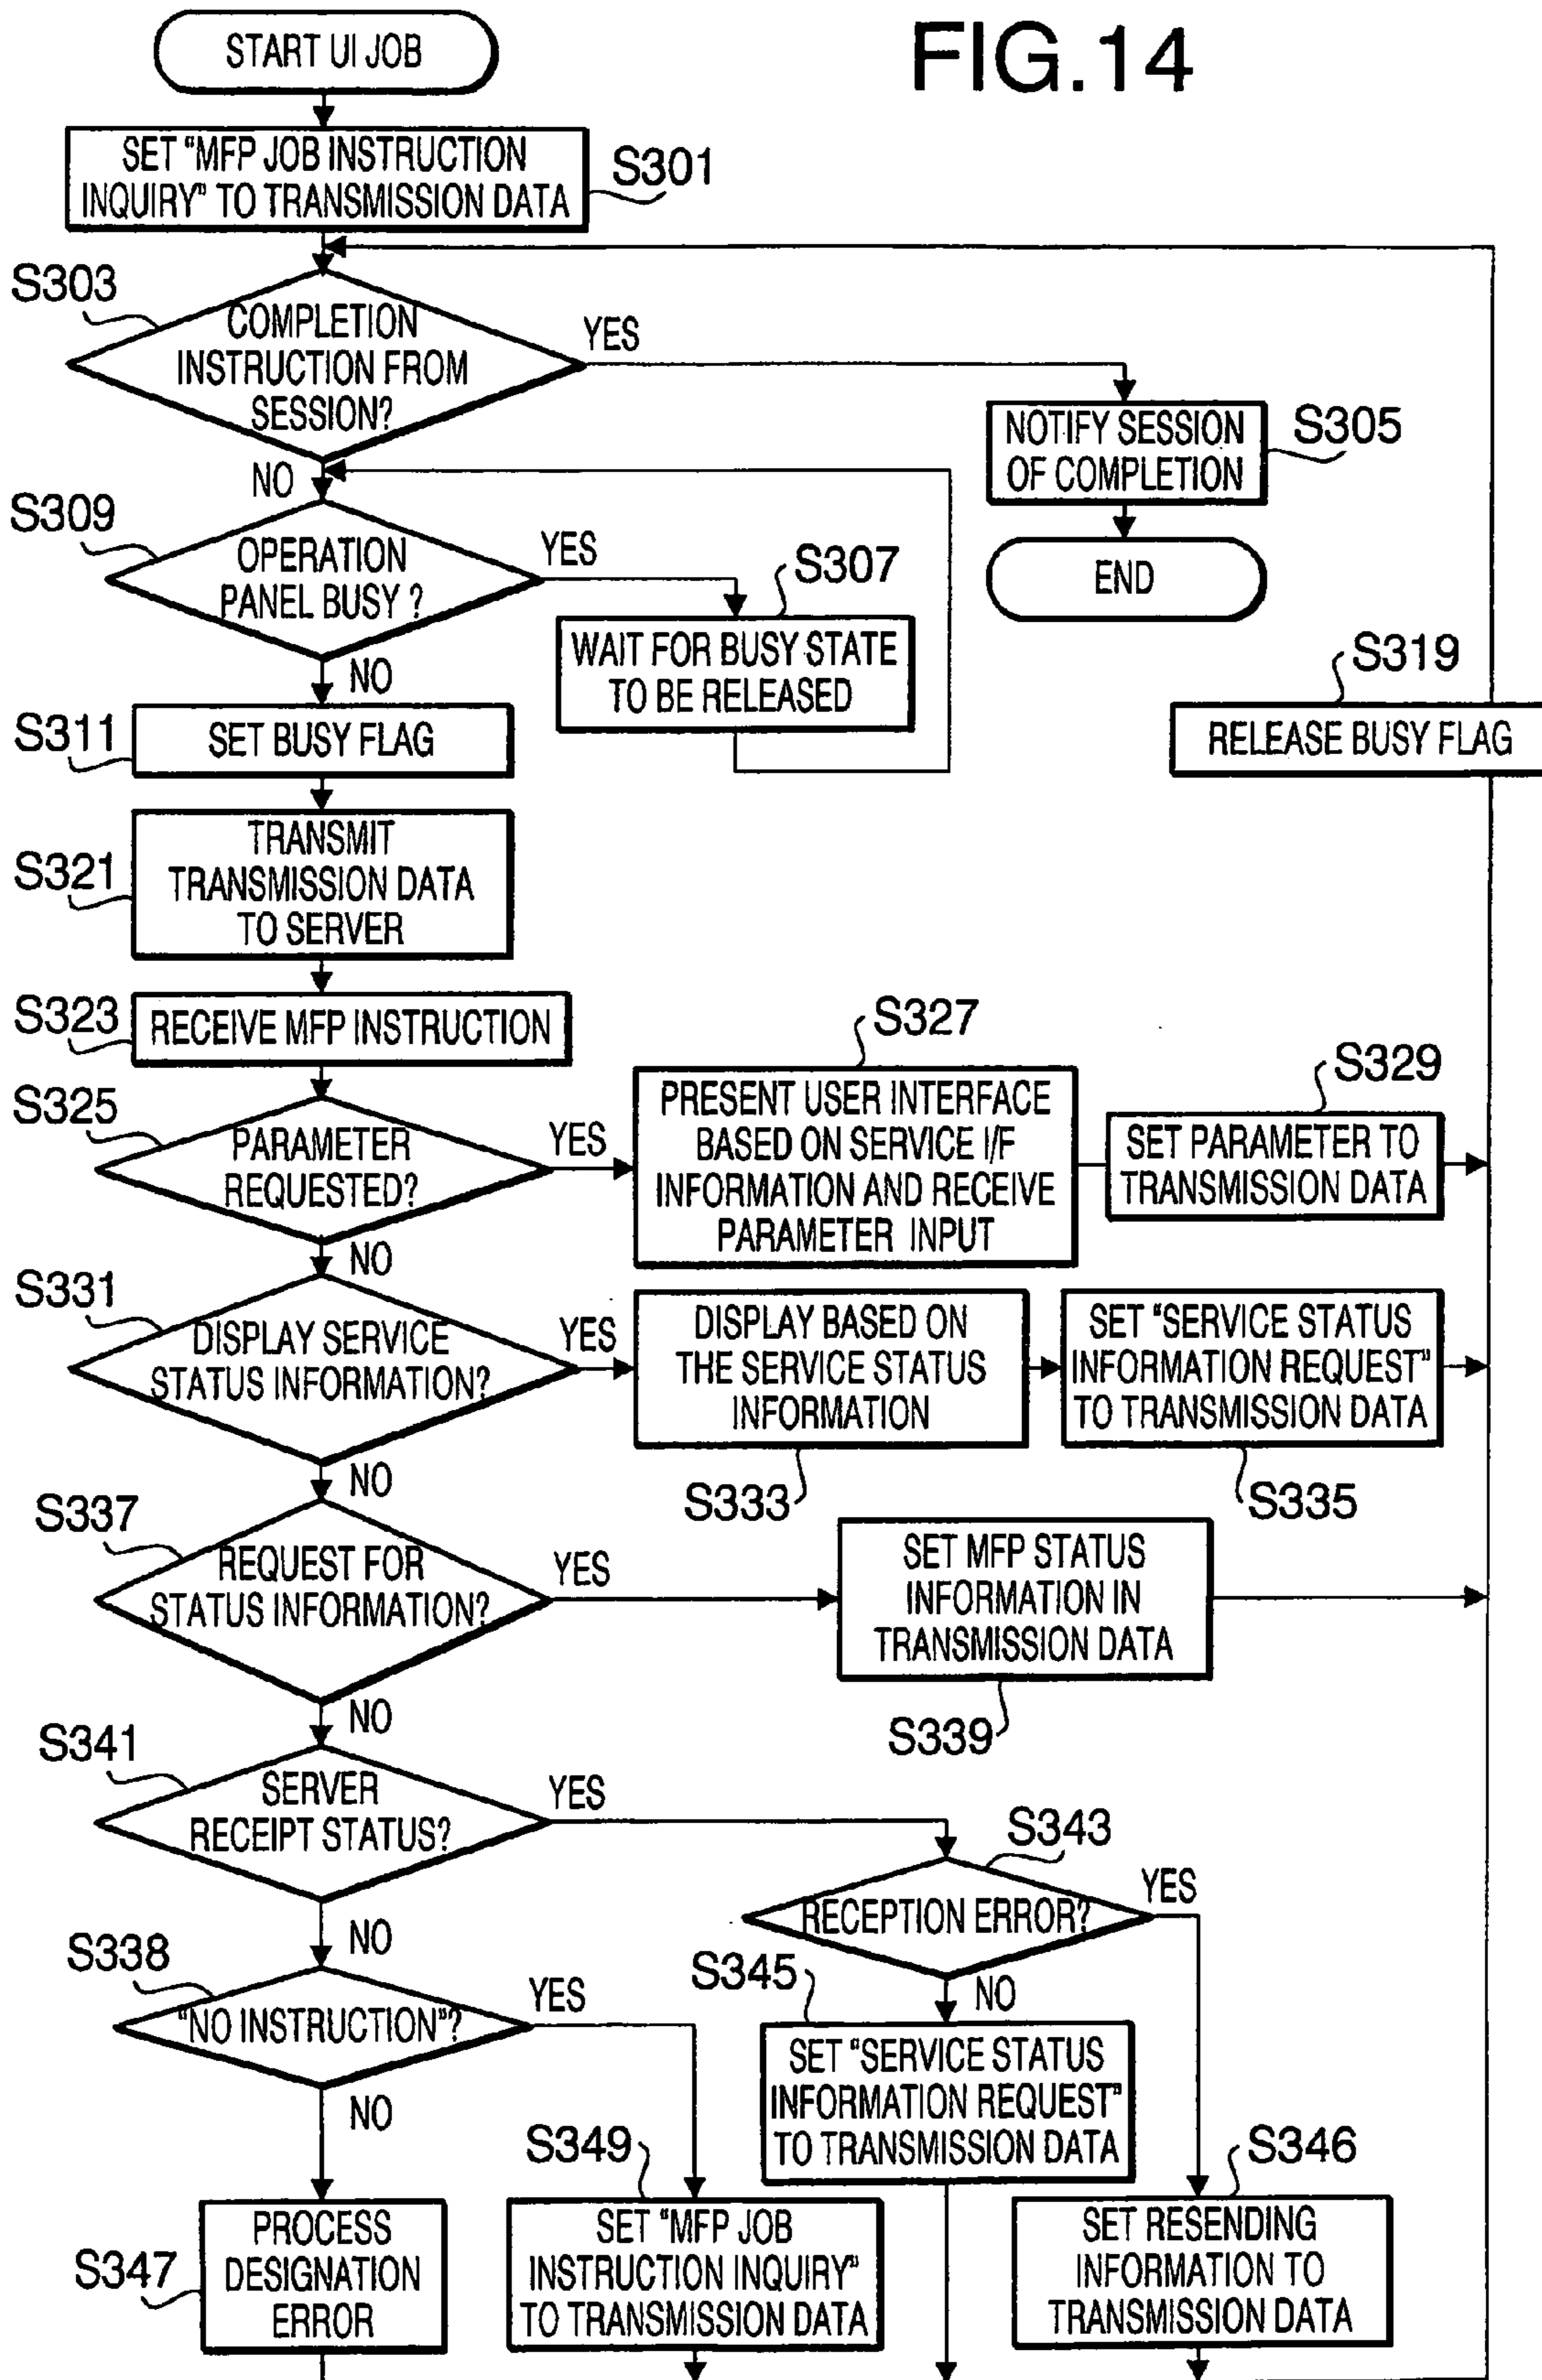 FIG.14
START UI JOB
SET "MFP JOB INSTRUCTION
INQUIRY" TO TRANSMISSION DATA
S301
S303
COMPLETION
INSTRUCTION FROM
SESSION?
YES
NO
NOTIFY SESSION
OF COMPLETION
S305
END
S309
OPERATION
PANEL BUSY ?
YES
NO
S307
WAIT FOR BUSY STATE
TO BE RELEASED
S319
RELEASE BUSY FLAG
S311
SET BUSY FLAG
S321
TRANSMIT
TRANSMISSION DATA
TO SERVER
S323
RECEIVE MFP INSTRUCTION
S325
PARAMETER
REQUESTED?
YES
NO
S327
PRESENT USER INTERFACE
BASED ON SERVICE I/F
INFORMATION AND RECEIVE
PARAMETER INPUT
S329
SET PARAMETER TO
TRANSMISSION DATA
S331
DISPLAY SERVICE
STATUS INFORMATION?
YES
NO
DISPLAY BASED ON
THE SERVICE STATUS
INFORMATION
S333
SET "SERVICE STATUS
INFORMATION REQUEST"
TO TRANSMISSION DATA
S335
S337
REQUEST FOR
STATUS INFORMATION?
YES
NO
SET MFP STATUS
INFORMATION IN
TRANSMISSION DATA
S339
S341
SERVER
RECEIPT STATUS?
YES
NO
S343
RECEPTION ERROR?
YES
NO
S338
"NO INSTRUCTION"?
YES
NO
S345
SET "SERVICE STATUS
INFORMATION REQUEST"
TO TRANSMISSION DATA
S347
PROCESS
DESIGNATION
ERROR
S349
SET "MFP JOB
INSTRUCTION INQUIRY"
TO TRANSMISSION DATA
S346
SET RESENDING
INFORMATION TO
TRANSMISSION DATA